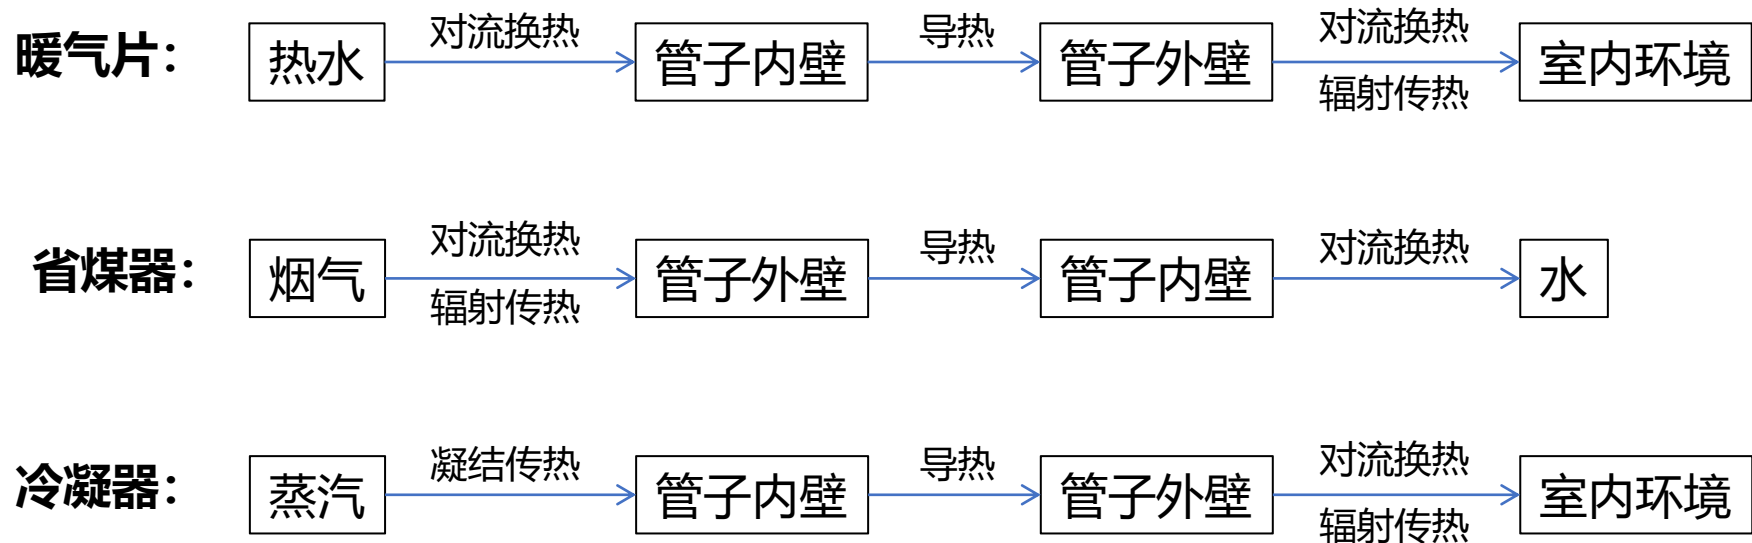 暖气片：
热水
对流换热
管子内壁
导热
管子外壁
对流换热
辐射传热
室内环境
省煤器：
烟气
对流换热
辐射传热
管子外壁
导热
管子内壁
对流换热
水
冷凝器：
蒸汽
凝结传热
管子内壁
导热
管子外壁
对流换热
辐射传热
室内环境